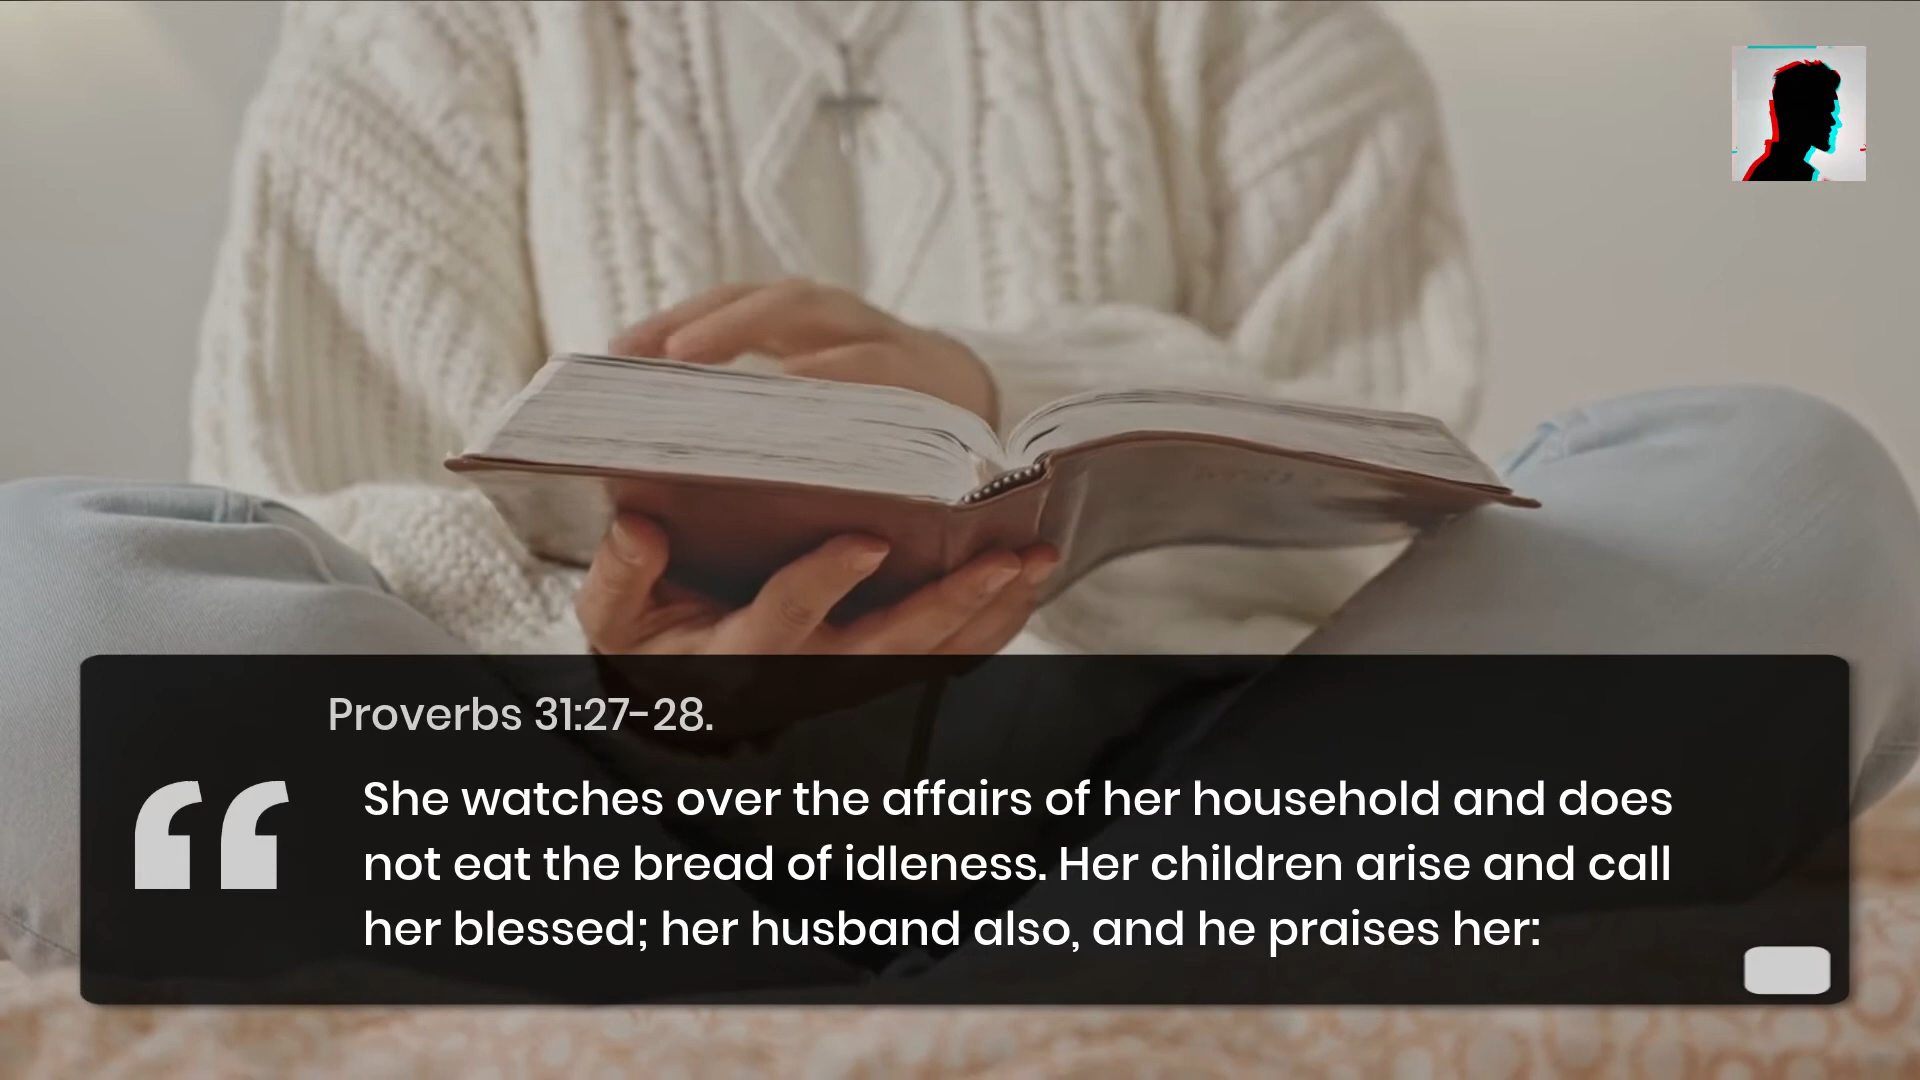 Proverbs 31:27-28.
She watches over the affairs of her household and does
not eat the bread of idleness. Her children arise and call
her blessed; her husband also, and he praises her: